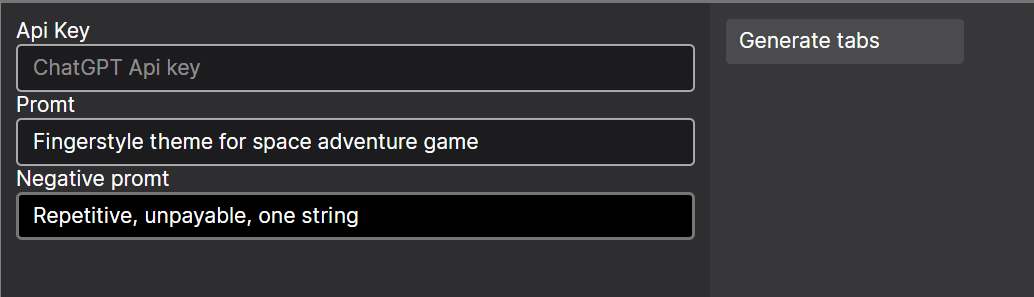 Api Key
ChatGPT Api key
Promt
Fingerstyle theme for space adventure game
Negative promt
Repetitive, unpayable, one string
Generate tabs